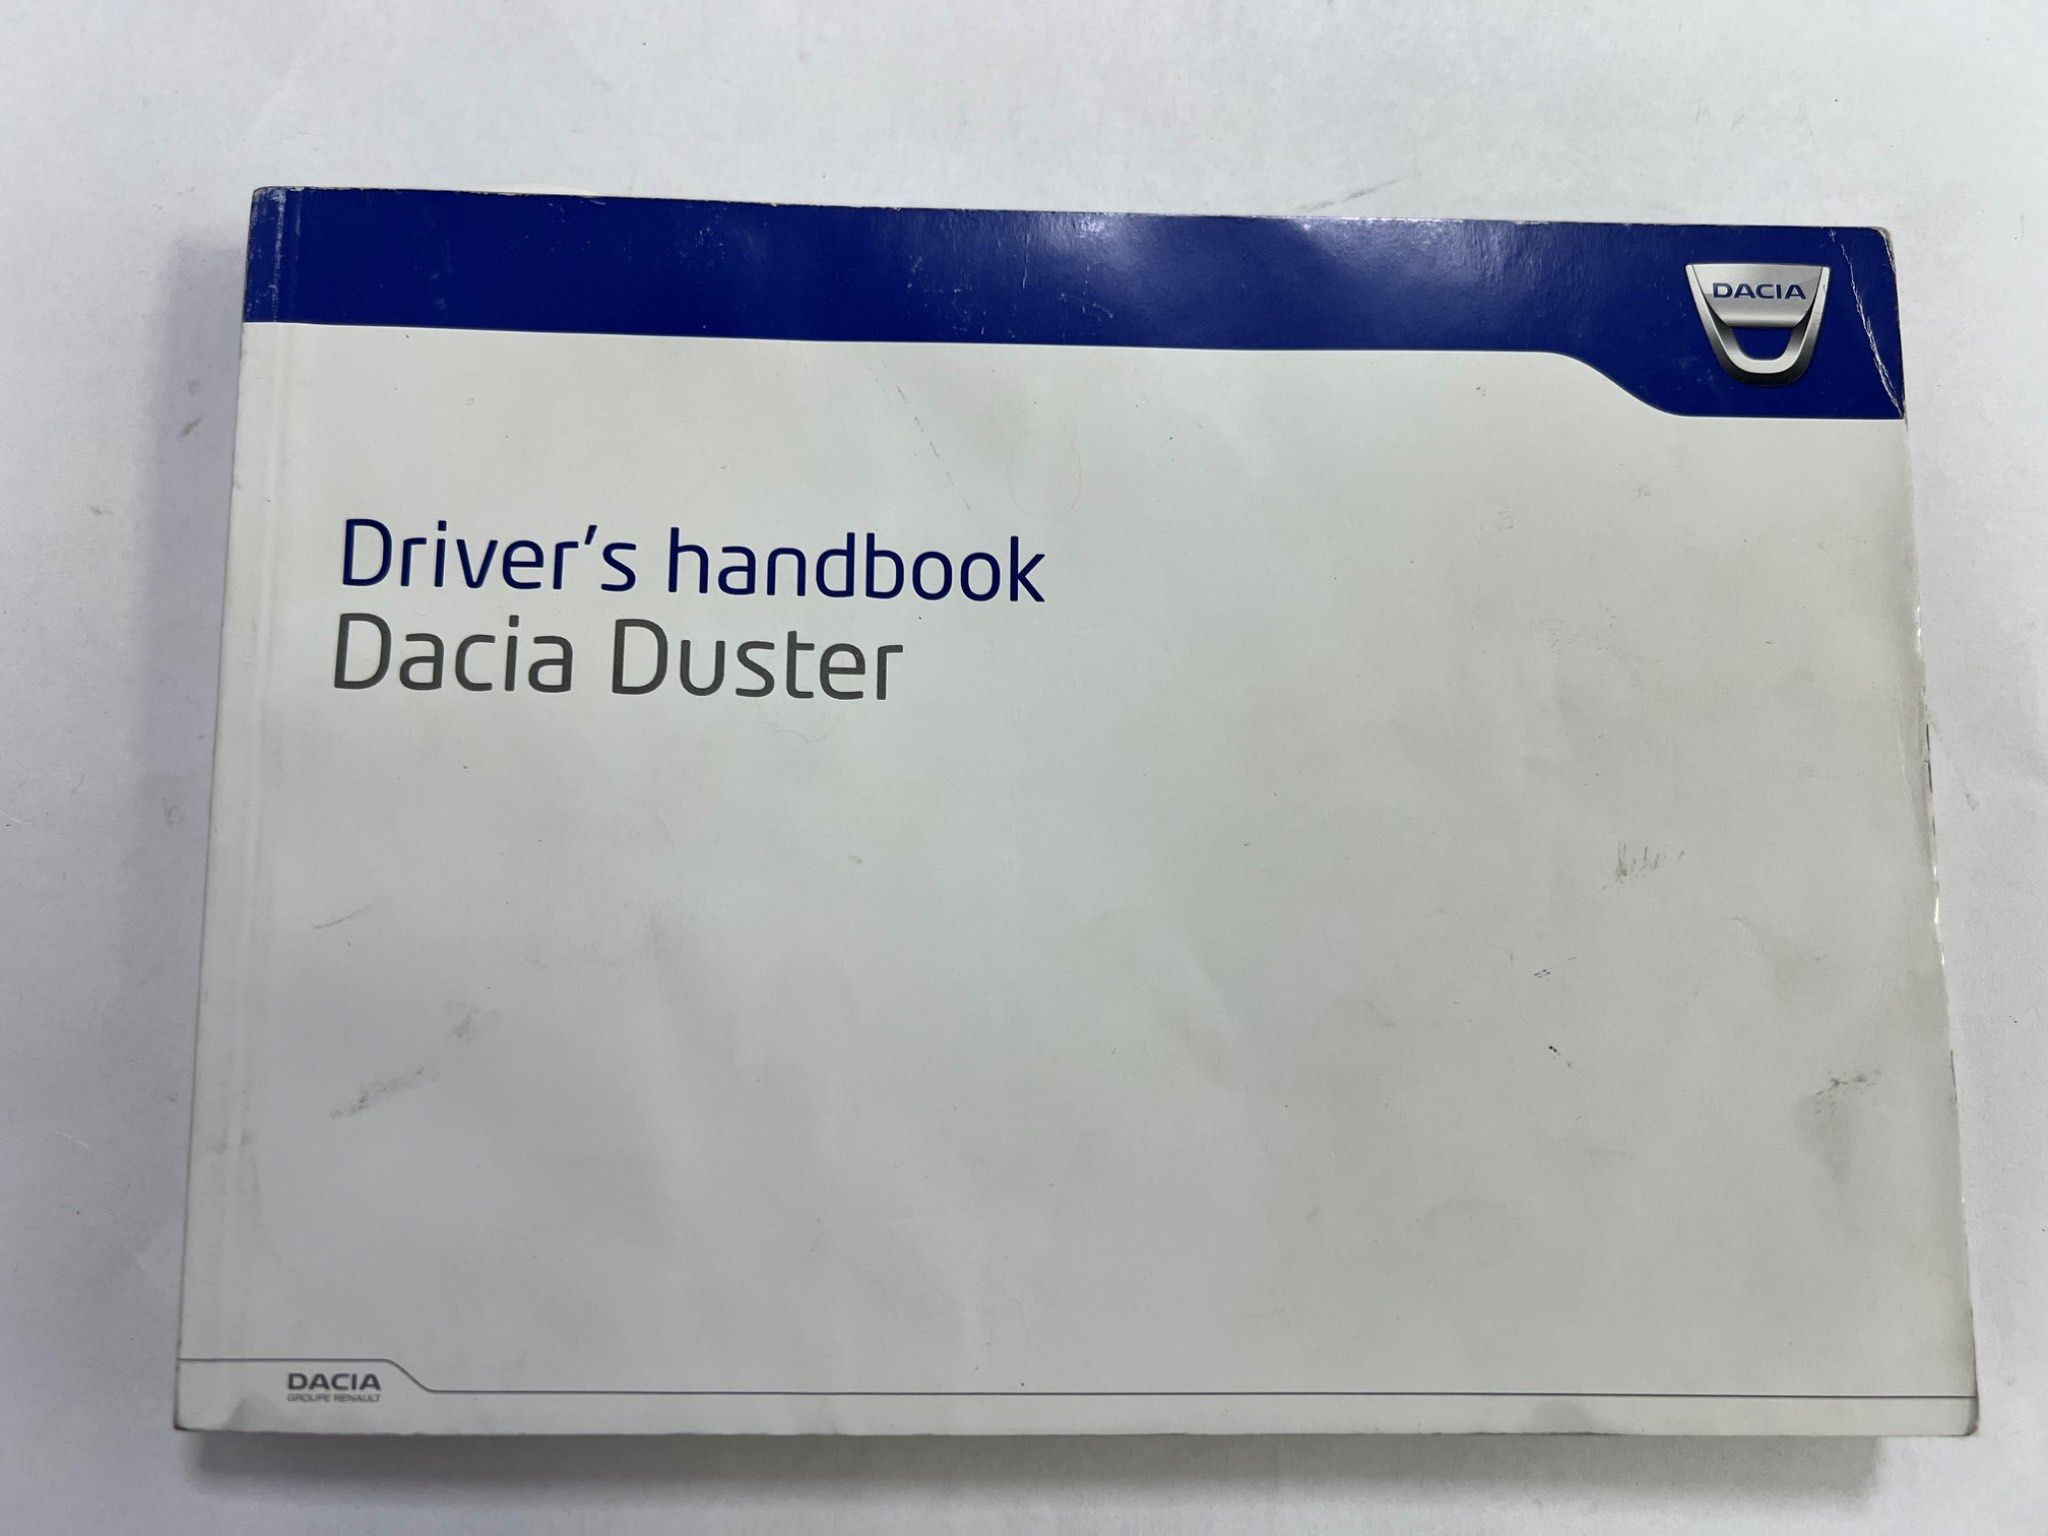 DACIA
Driver's handbook
Dacia Duster
DACIA
GROUPE RENAULT